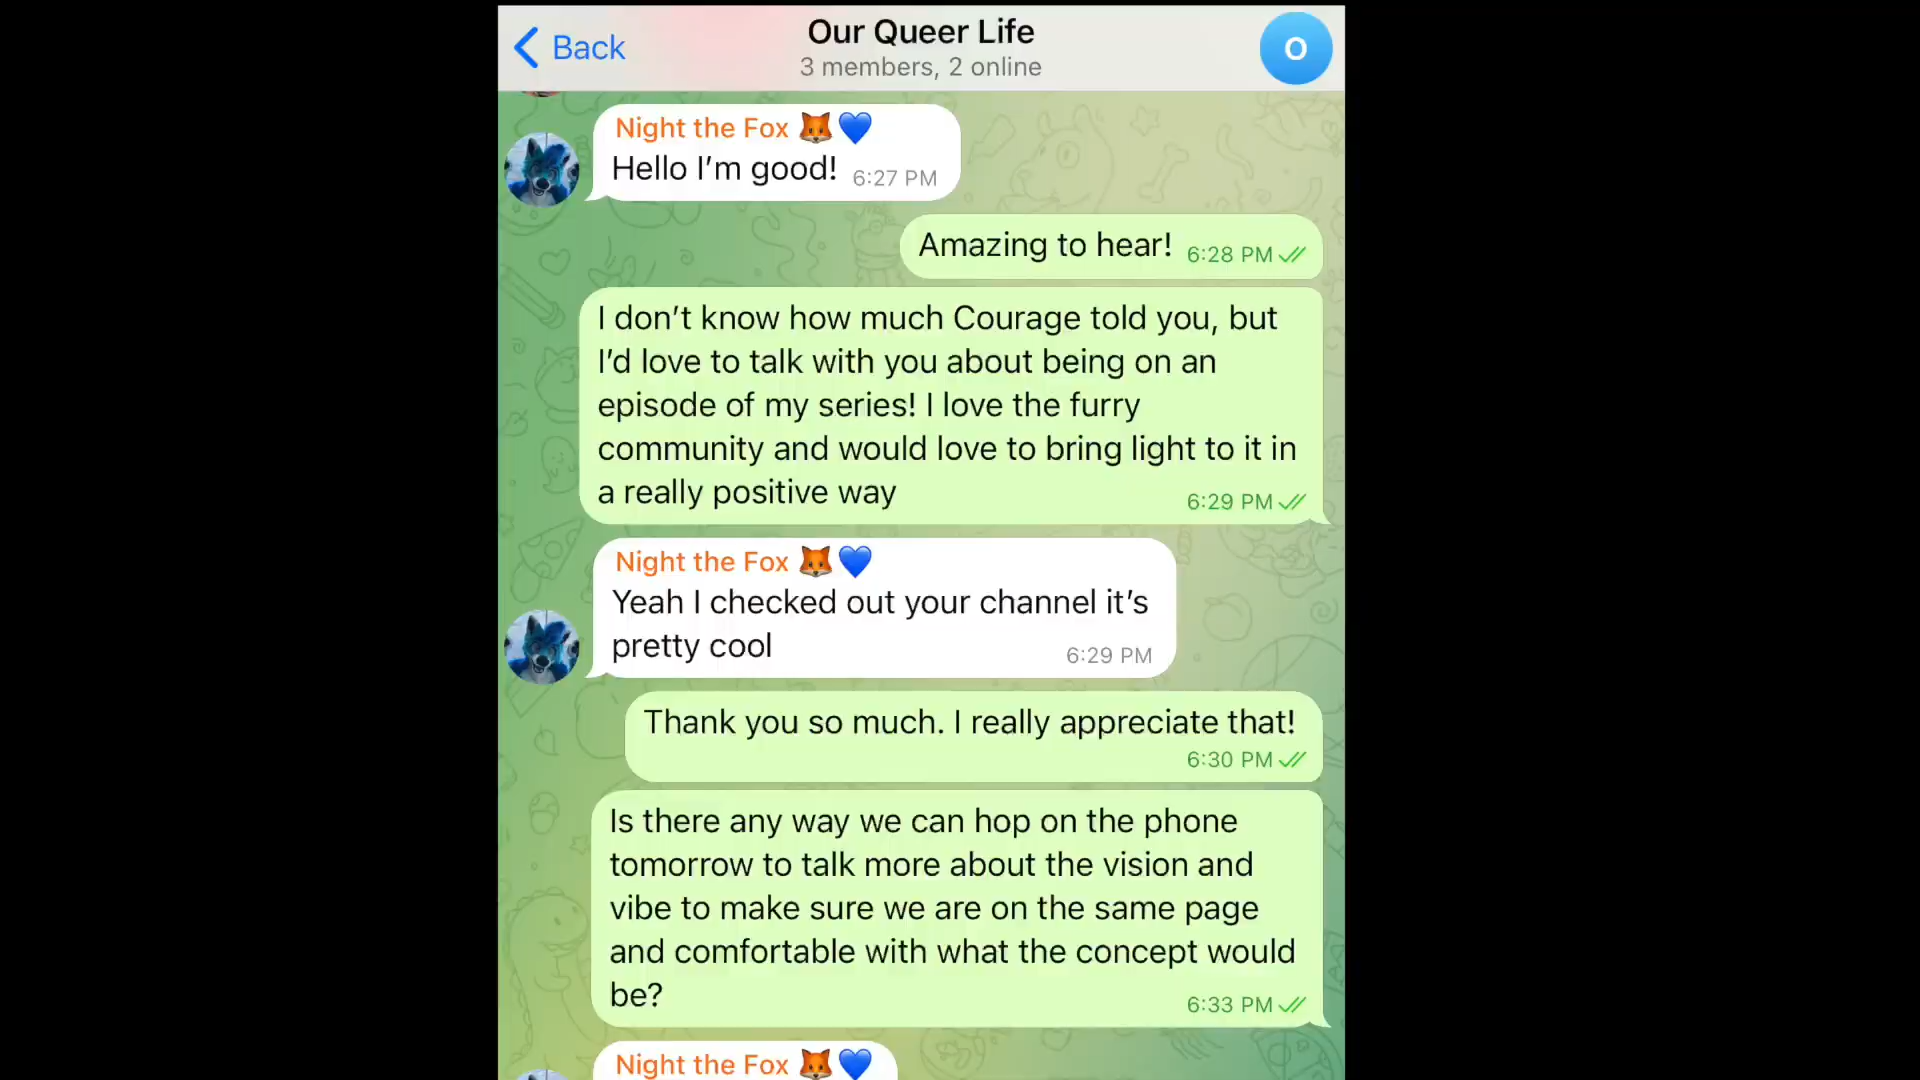 Back
Our Queer Life
3 members, 2 online
O
Night the Fox 🦊💙
Hello I’m good! 6:27 PM
Amazing to hear! 6:28 PM
I don’t know how much Courage told you, but
I’d love to talk with you about being on an
episode of my series! I love the furry
community and would love to bring light to it in
a really positive way 6:29 PM
Night the Fox 🦊💙
Yeah I checked out your channel it’s
pretty cool 6:29 PM
Thank you so much. I really appreciate that!
6:30 PM
Is there any way we can hop on the phone
tomorrow to talk more about the vision and
vibe to make sure we are on the same page
and comfortable with what the concept would
be? 6:33 PM
Night the Fox 🦊💙